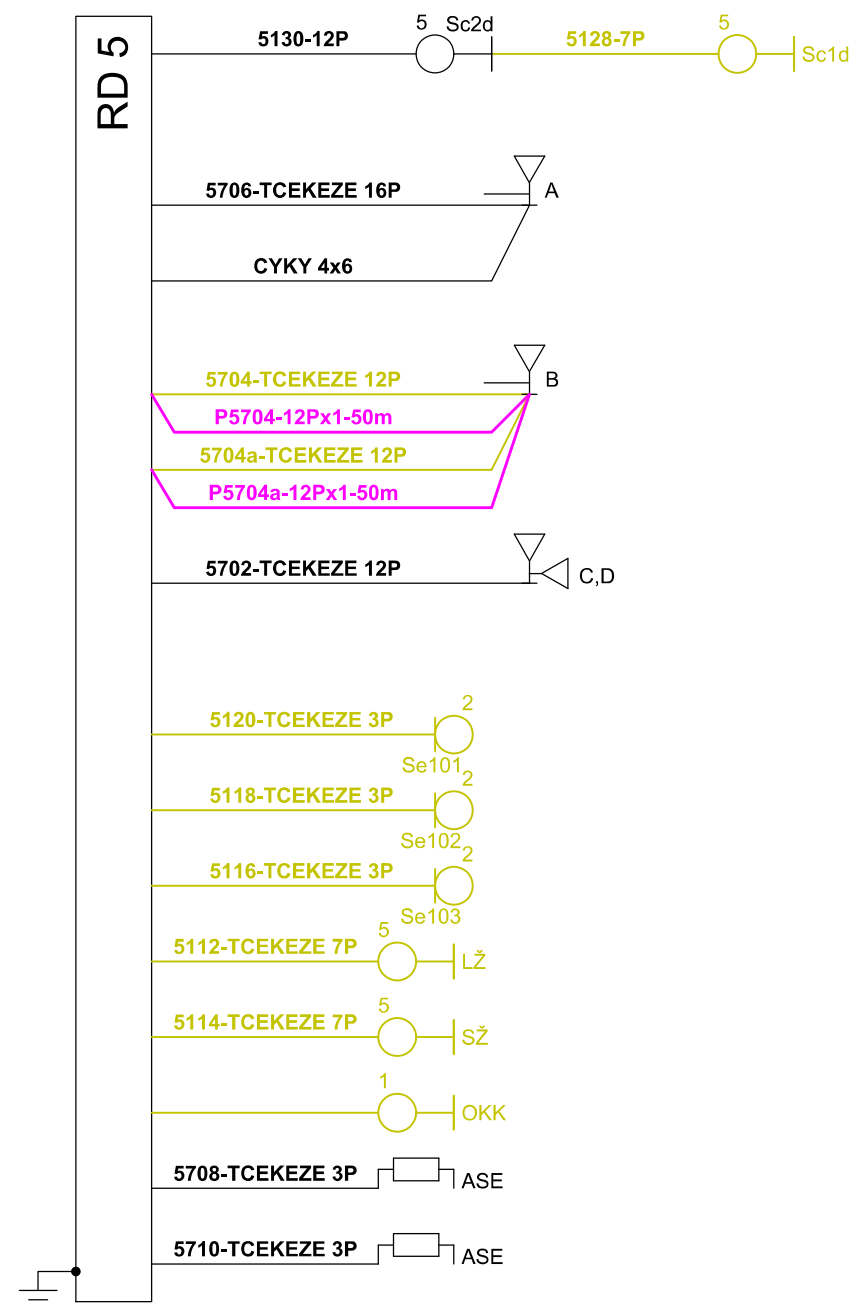 RD 5
5130-12P
5
Sc2d
5128-7P
5
Sc1d
5706-TCEKEZE 16P
A
CYKY 4x6
5704-TCEKEZE 12P
B
P5704-12Px1-50m
5704a-TCEKEZE 12P
P5704a-12Px1-50m
5702-TCEKEZE 12P
C,D
5120-TCEKEZE 3P
2
Se101
5118-TCEKEZE 3P
2
Se102
5116-TCEKEZE 3P
2
Se103
5112-TCEKEZE 7P
5
LŽ
5114-TCEKEZE 7P
5
SŽ
1
OKK
5708-TCEKEZE 3P
ASE
5710-TCEKEZE 3P
ASE